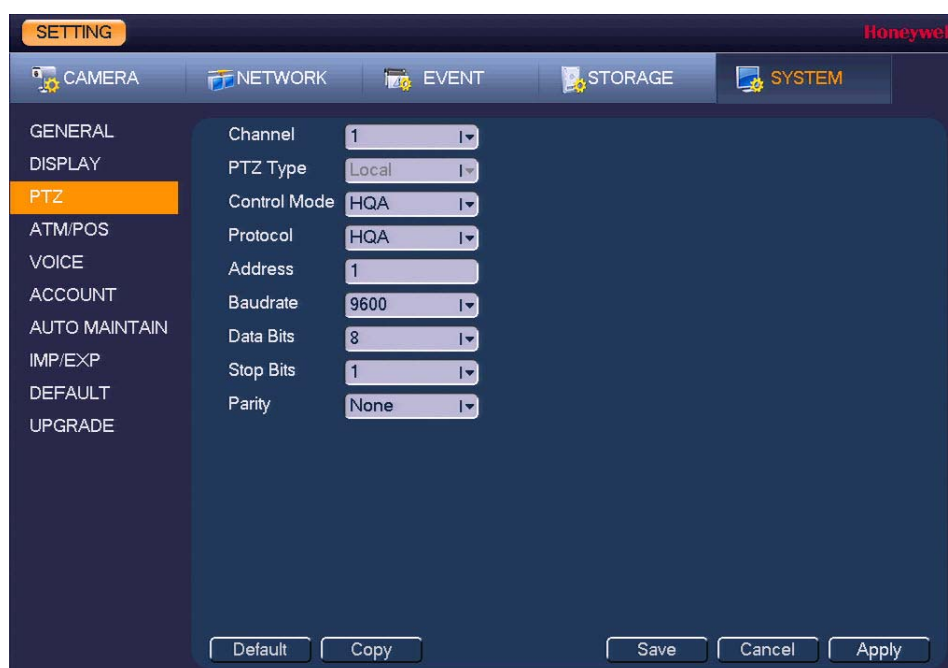 SETTING
Honeywel
CAMERA NETWORK EVENT STORAGE SYSTEM
GENERAL
DISPLAY
PTZ
ATM/POS
VOICE
ACCOUNT
AUTO MAINTAIN
IMP/EXP
DEFAULT
UPGRADE
Channel 1
PTZ Type Local
Control Mode HQA
Protocol HQA
Address 1
Baudrate 9600
Data Bits 8
Stop Bits 1
Parity None
Default Copy Save Cancel Apply